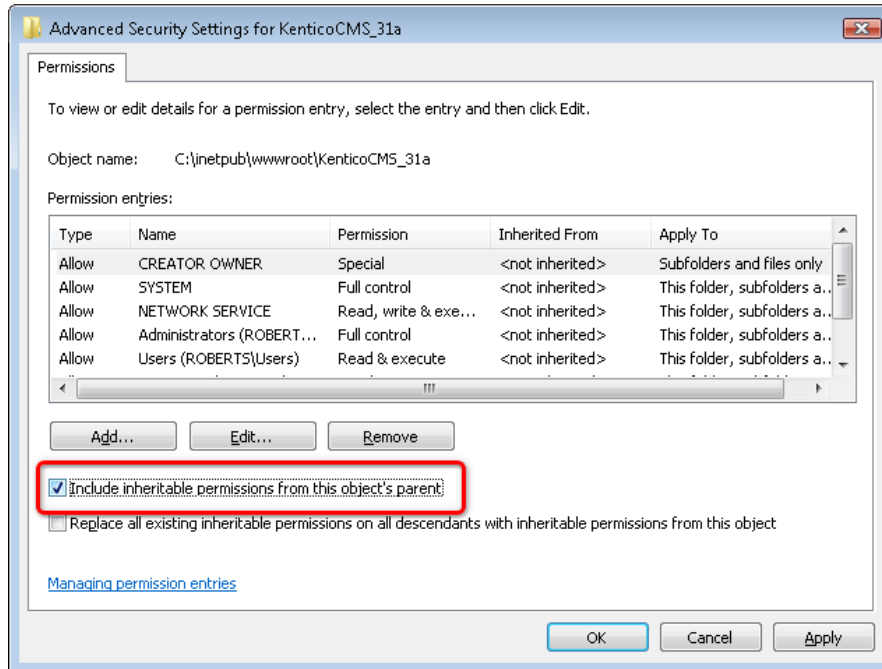 Advanced Security Settings for KenticoCMS_31a
Permissions
To view or edit details for a permission entry, select the entry and then click Edit.
Object name: C:\inetpub\wwwroot\KenticoCMS_31a
Permission entries:
Type Name Permission Inherited From Apply To
Allow CREATOR OWNER Special <not inherited> Subfolders and files only
Allow SYSTEM Full control <not inherited> This folder, subfolders a...
Allow NETWORK SERVICE Read, write & exe... <not inherited> This folder, subfolders a...
Allow Administrators (ROBERT... Full control <not inherited> This folder, subfolders a...
Allow Users (ROBERTS\Users) Read & execute <not inherited> This folder, subfolders a...
Add... Edit... Remove
Include inheritable permissions from this object's parent
Replace all existing inheritable permissions on all descendants with inheritable permissions from this object
Managing permission entries
OK Cancel Apply